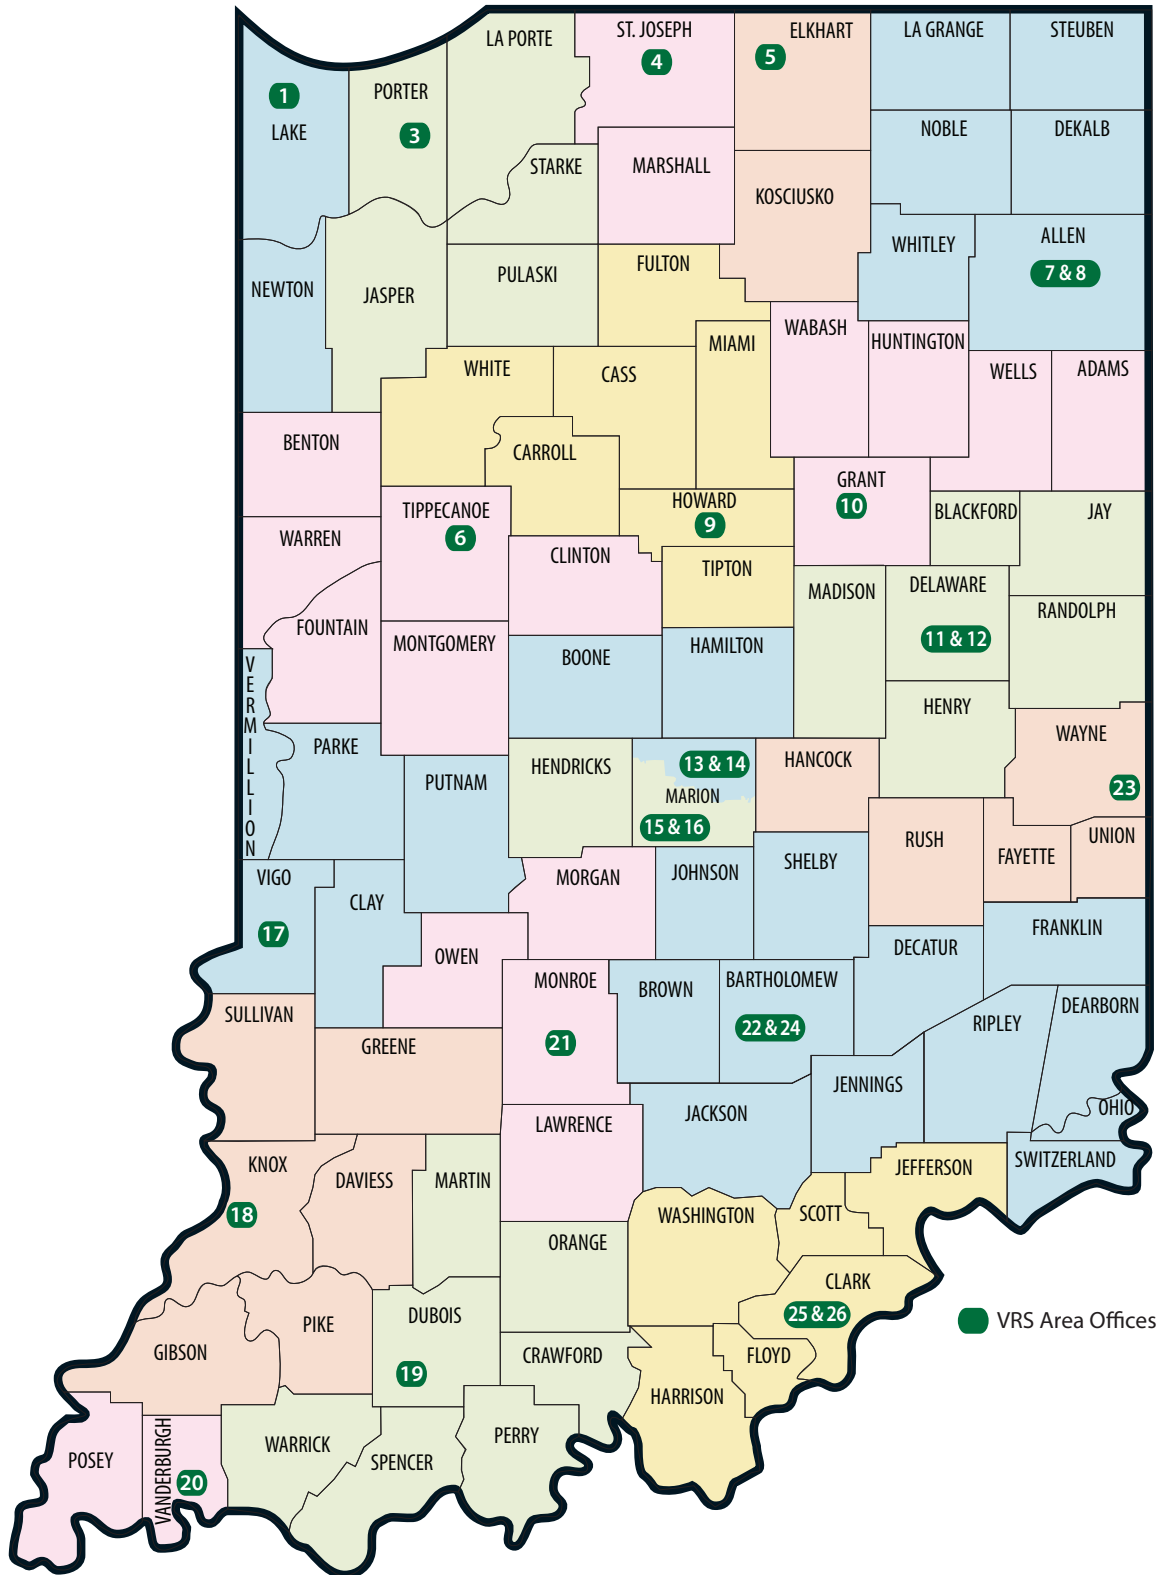 LA PORTE
ST. JOSEPH
4
ELKHART
5
LA GRANGE
STEUBEN
1
LAKE
PORTER
3
NOBLE
DEKALB
STARKE
MARSHALL
KOSCIUSKO
WHITLEY
ALLEN
7 & 8
NEWTON
JASPER
PULASKI
FULTON
WABASH
HUNTINGTON
MIAMI
WHITE
CASS
WELLS
ADAMS
BENTON
CARROLL
GRANT
10
TIPPECANOE
6
HOWARD
9
BLACKFORD
JAY
WARREN
CLINTON
TIPTON
MADISON
DELAWARE
11 & 12
RANDOLPH
FOUNTAIN
MONTGOMERY
BOONE
HAMILTON
VERMILLION
HENRY
PARKE
PUTNAM
HENDRICKS
13 & 14
MARION
15 & 16
HANCOCK
WAYNE
23
RUSH
FAYETTE
UNION
VIGO
17
CLAY
MORGAN
JOHNSON
SHELBY
OWEN
DECATUR
FRANKLIN
MONROE
21
BROWN
BARTHOLOMEW
22 & 24
SULLIVAN
GREENE
RIPLEY
DEARBORN
JENNINGS
OHIO
LAWRENCE
JACKSON
KNOX
18
DAVIESS
MARTIN
JEFFERSON
SWITZERLAND
ORANGE
WASHINGTON
SCOTT
CLARK
25 & 26
PIKE
DUBOIS
19
VRS Area Offices
GIBSON
CRAWFORD
FLOYD
HARRISON
POSEY
VANDERBURGH
20
WARRICK
SPENCER
PERRY